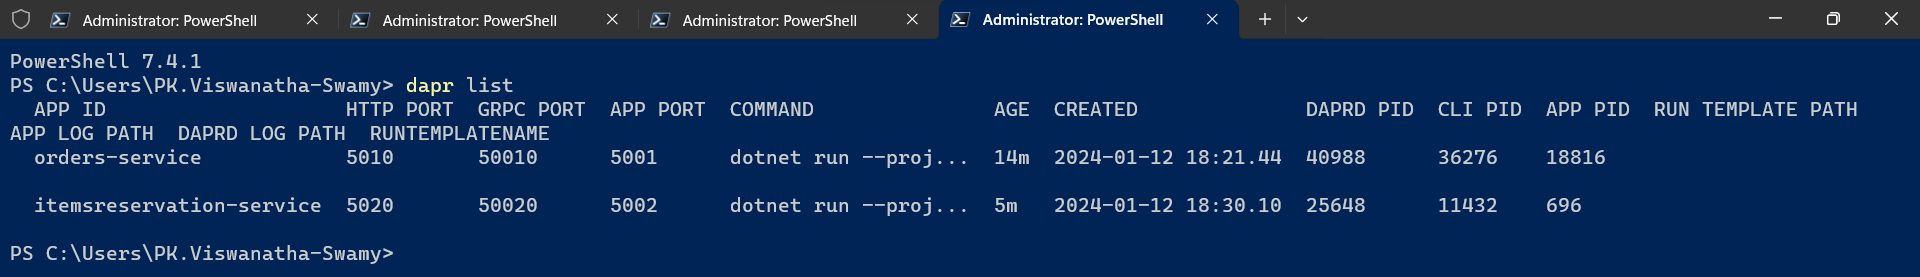 Administrator: PowerShell Administrator: PowerShell Administrator: PowerShell Administrator: PowerShell
PowerShell 7.4.1
PS C:\Users\PK.Viswanatha-Swamy> dapr list
  APP ID                    HTTP PORT  GRPC PORT  APP PORT  COMMAND               AGE  CREATED              DAPRD PID  CLI PID  APP PID  RUN TEMPLATE PATH
APP LOG PATH  DAPRD LOG PATH  RUNTEMPLATENAME
  orders-service            5010       50010      5001      dotnet run --proj...  14m  2024-01-12 18:21.44  40988      36276    18816
  itemsreservation-service  5020       50020      5002      dotnet run --proj...  5m   2024-01-12 18:30.10  25648      11432    696
PS C:\Users\PK.Viswanatha-Swamy>